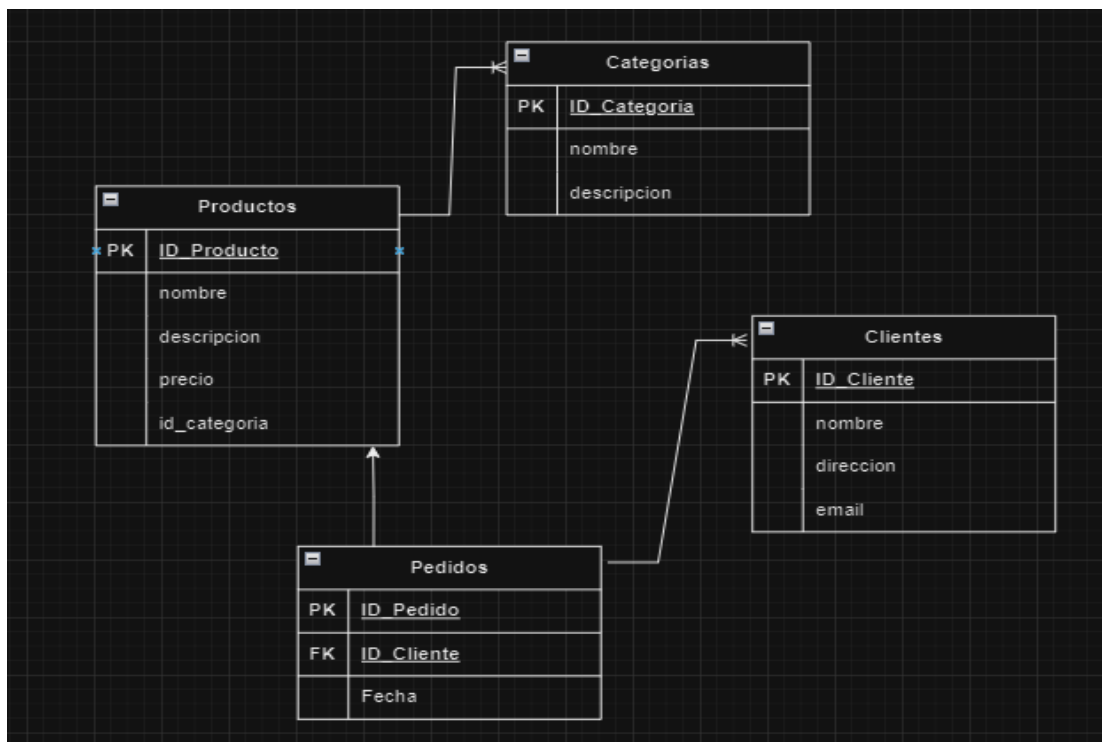 Categorias
PK ID_Categoria
nombre
descripcion
Productos
PK ID_Producto
nombre
descripcion
precio
id_categoria
Clientes
PK ID_Cliente
nombre
direccion
email
Pedidos
PK ID_Pedido
FK ID_Cliente
Fecha